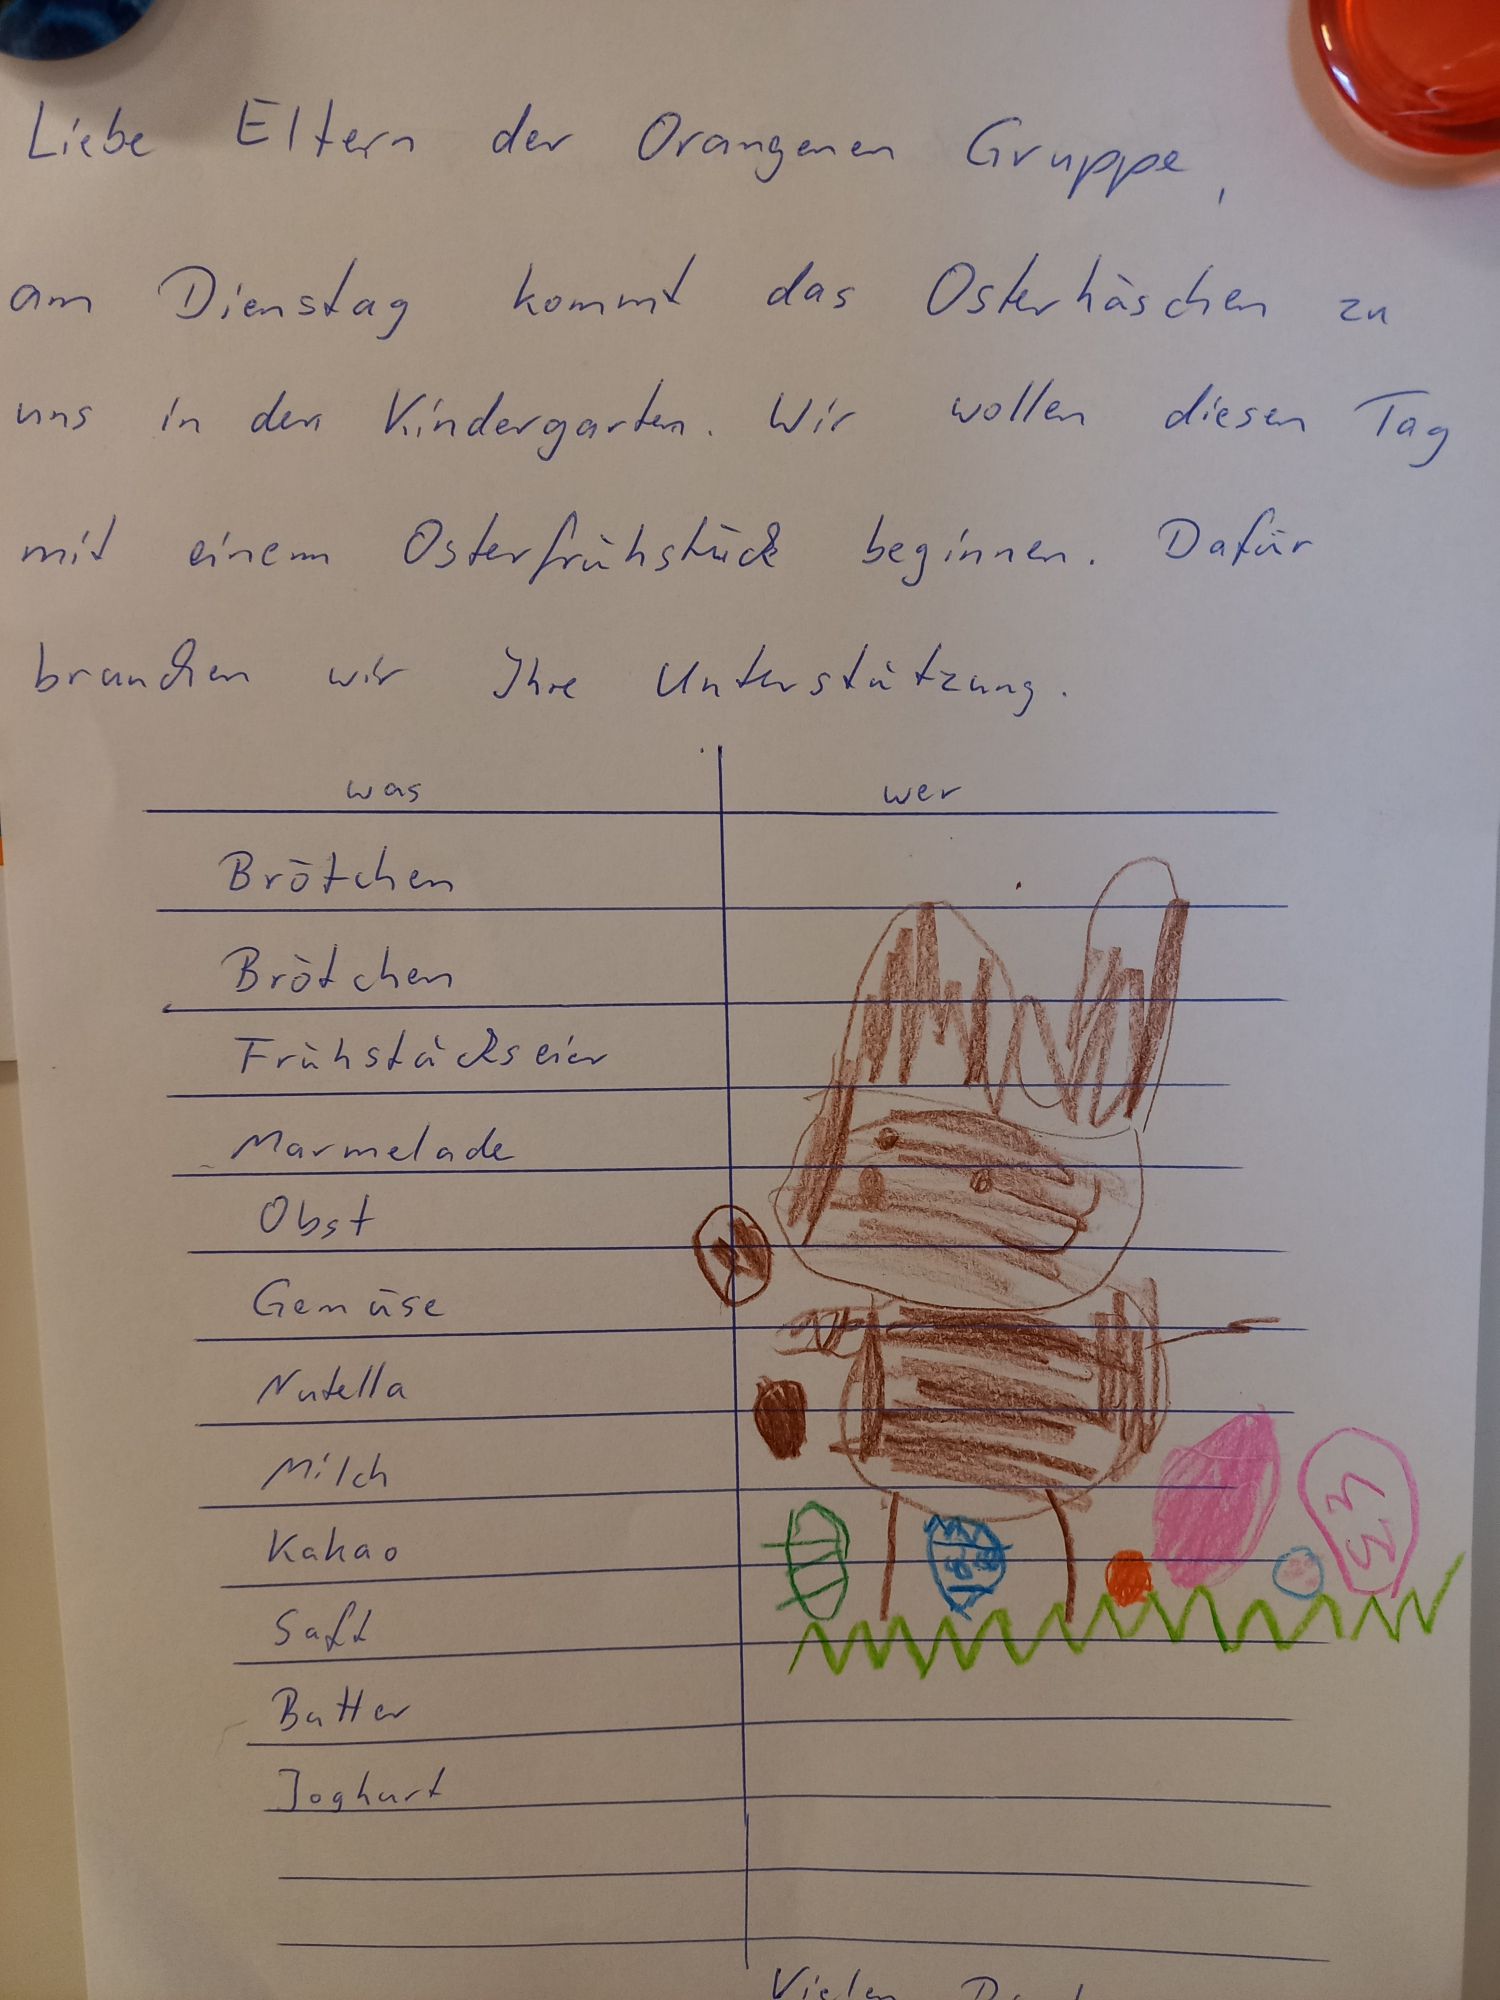 Liebe Eltern der Orangenen Gruppe,
am Dienstag kommt das Osterhäschen zu
uns in den Kindergarten. Wir wollen diesen Tag
mit einem Osterfrühstück beginnen. Dafür
brauchen wir Ihre Unterstützung.
was wer
Brötchen
Brötchen
Frühstückseier
Marmelade
Obst
Gemüse
Nutella
Milch
Kakao
Saft
Butter
Joghurt
Vielen